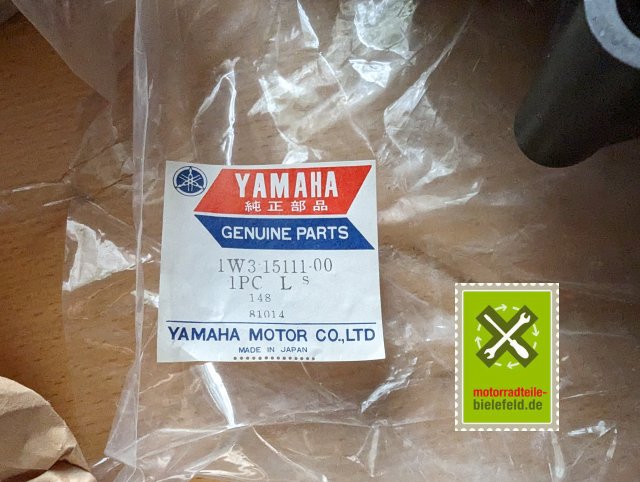 YAMAHA
純正部品
GENUINE PARTS
1W3-15111-00
1PC L S
148
81014
YAMAHA MOTOR CO.,LTD
MADE IN JAPAN
motorradteile-
bielefeld.de